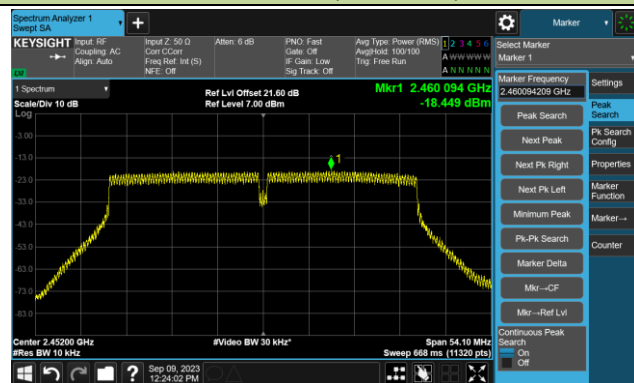 Spectrum Analyzer 1
Swept SA
Marker
KEYSIGHT
Input: RF
Coupling: AC
Align: Auto
Input Z: 50 Ω
Corr CCorr
Freq Ref: Int (S)
NFE: Off
Atten: 6 dB
PNO: Fast
Gate: Off
IF Gain: Low
Sig Track: Off
Avg Type: Power (RMS)
Avg|Hold: 100/100
Trig: Free Run
1 2 3 4 5 6
A W W W W W
A N N N N N
Select Marker
Marker 1
1 Spectrum
Scale/Div 10 dB
Log
Ref Lvl Offset 21.60 dB
Ref Level 7.00 dBm
Mkr1 2.460 094 GHz
-18.449 dBm
-3.00
-13.0
-23.0
-33.0
-43.0
-53.0
-63.0
-73.0
-83.0
1
Center 2.45200 GHz
#Res BW 10 kHz
#Video BW 30 kHz*
Span 54.10 MHz
Sweep 668 ms (11320 pts)
Marker Frequency
2.460094209 GHz
Peak Search
Next Peak
Next Pk Right
Next Pk Left
Minimum Peak
Pk-Pk Search
Marker Delta
Mkr→CF
Mkr→Ref Lvl
Continuous Peak
Search
On
Off
Settings
Peak
Search
Pk Search
Config
Properties
Marker
Function
Marker→
Counter
Sep 09, 2023
12:24:02 PM